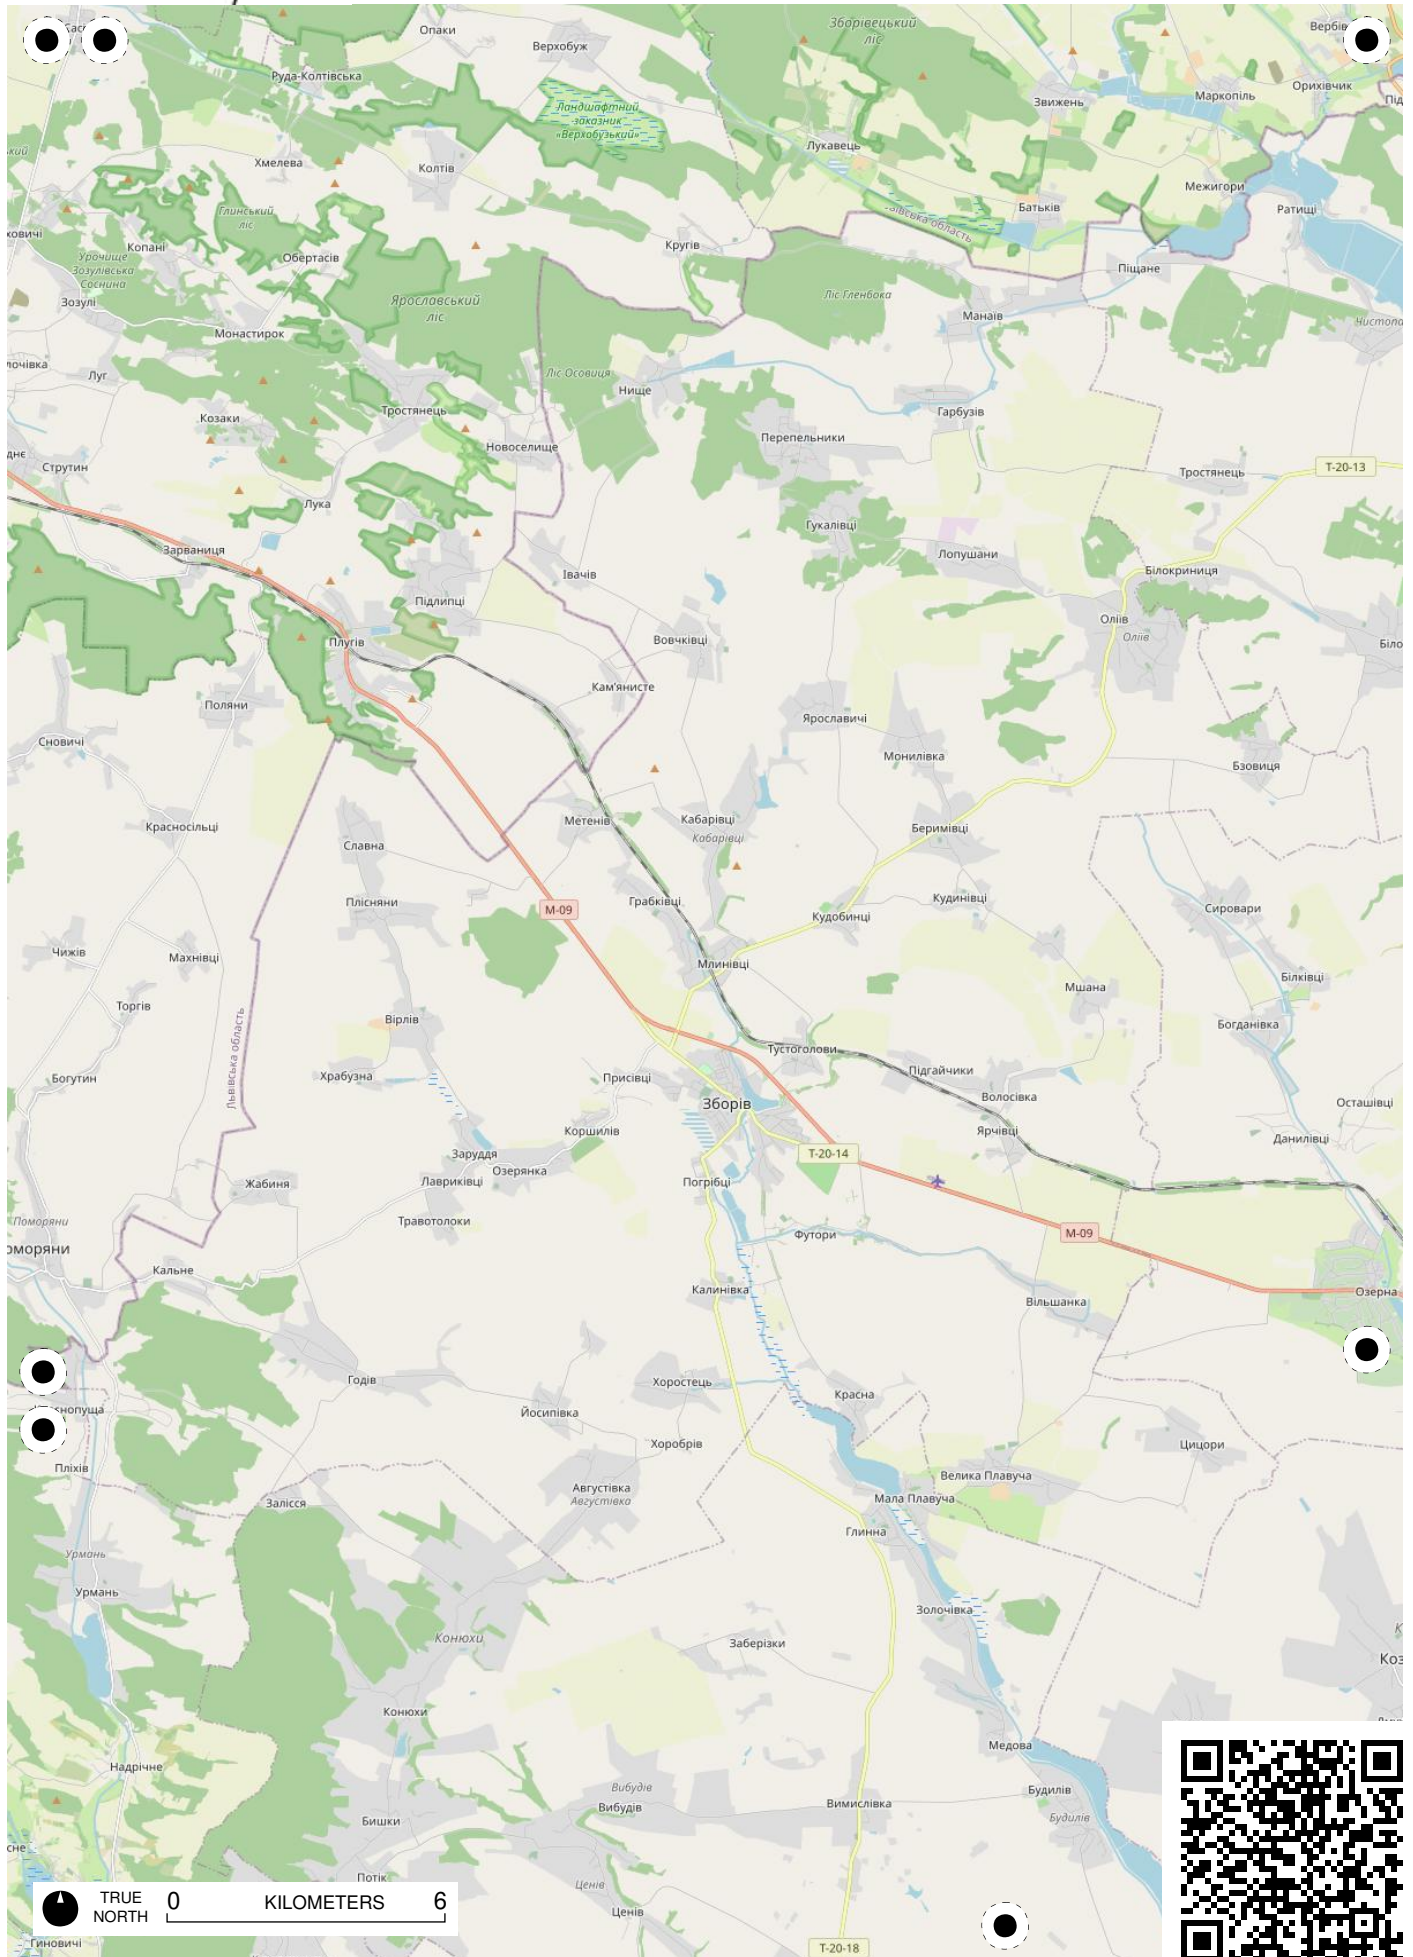 Опаки
Верхобуж
Зборівецький
ліс
Руда-Колтівська
Звижень
Маркопіль
Орихівчик
Ландшафтний
заказник
«Верхобузький»
Лукавець
Хмелева
Колтів
Межигори
Батьків
Ратищі
Глинський
ліс
Копані
Кругів
Урочище
Зозулівська
Соснина
Обертасів
Піщане
Зозулі
Ярославський
ліс
Ліс Гленбока
Манаїв
Монастирок
Луг
Ліс Осовиця
Нище
Козаки
Тростянець
Гарбузів
Перепельники
Новоселище
Струтин
Тростянець
Т-20-13
Лука
Гукалівці
Зарваниця
Лопушани
Івачів
Білокриниця
Підлипці
Оліїв
Оліїв
Плугів
Вовчківці
Кам'янисте
Поляни
Ярославичі
Сновичі
Монилівка
Бзовиця
Красносільці
Метенів
Кабарівці
Кабарівці
Беримівці
Славна
Плісняни
М-09
Грабківці
Кудобинці
Кудинівці
Сировари
Чижів
Махнівці
Млинівці
Білківці
Мшана
Торгів
Вірлів
Богданівка
Львівська область
Тустоголови
Богутин
Храбузна
Присівці
Підгайчики
Зборів
Волосівка
Осташівці
Коршилів
Ярчівці
Данилівці
Заруддя
Озерянка
Т-20-14
Жабиня
Лавриківці
Погрібці
Поморяни
Травотолоки
Футори
М-09
Кальне
Калинівка
Вільшанка
Озерна
Годів
Хоростець
Красна
Йосипівка
Хоробрів
Цицори
Пліхів
Велика Плавуча
Августівка
Августівка
Залісся
Мала Плавуча
Глинна
Урмань
Урмань
Золочівка
Конюхи
Заберізки
Конюхи
Медова
Надрічне
Вибудів
Вибудів
Вимислівка
Будилів
Будилів
Бишки
Потік
Ценів
Ценів
TRUE
NORTH
0 KILOMETERS 6
Гиновичі
Т-20-18